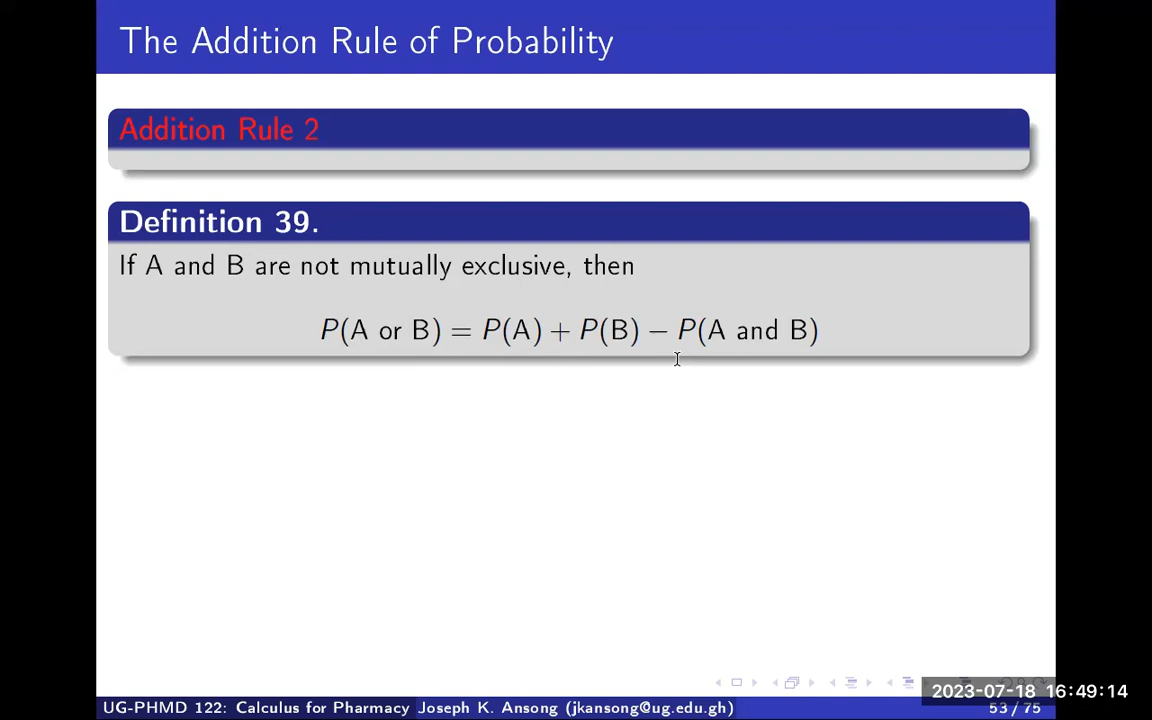 The Addition Rule of Probability
Addition Rule 2
Definition 39.
If A and B are not mutually exclusive, then
P(A or B) = P(A) + P(B) − P(A and B)
2023-07-18 16:49:14
UG-PHMD 122: Calculus for Pharmacy Joseph K. Ansong (jkansong@ug.edu.gh) 53 / 75